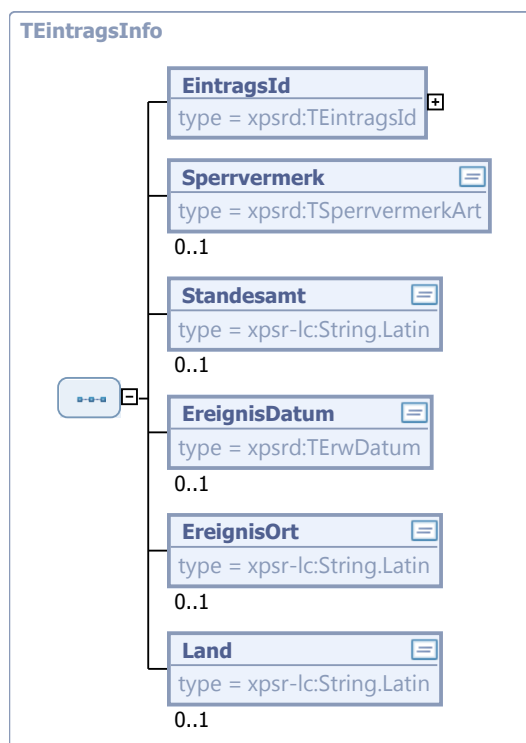 TEintragsInfo
EintragsId
type = xpsrd:TEintragsId
Sperrvermerk
type = xpsrd:TSperrvermerkArt
0..1
Standesamt
type = xpsr-lc:String.Latin
0..1
EreignisDatum
type = xpsrd:TErwDatum
0..1
EreignisOrt
type = xpsr-lc:String.Latin
0..1
Land
type = xpsr-lc:String.Latin
0..1